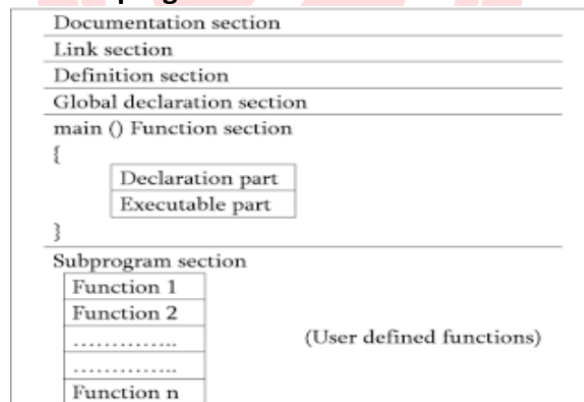 Documentation section
Link section
Definition section
Global declaration section
main () Function section
{
Declaration part
Executable part
}
Subprogram section
Function 1
Function 2
..............
(User defined functions)
..............
Function n